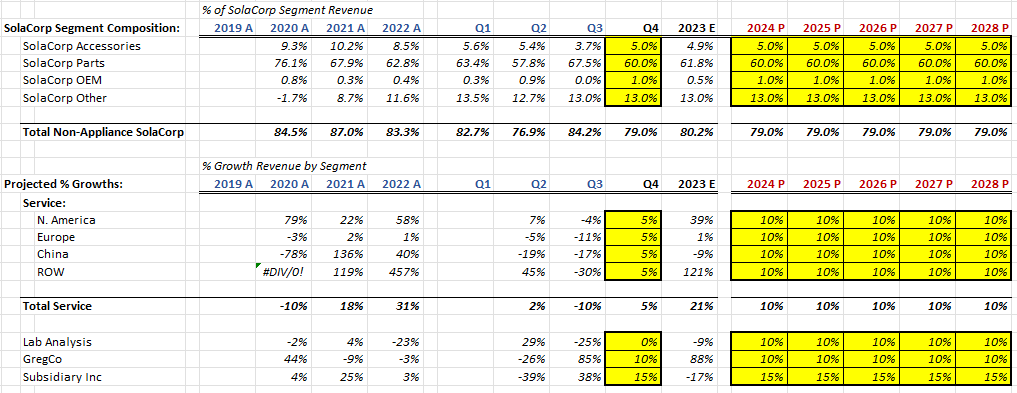 % of SolaCorp Segment Revenue
SolaCorp Segment Composition: 2019 A 2020 A 2021 A 2022 A Q1 Q2 Q3 Q4 2023 E 2024 P 2025 P 2026 P 2027 P 2028 P
SolaCorp Accessories 9.3% 10.2% 8.5% 5.6% 5.4% 3.7% 5.0% 4.9% 5.0% 5.0% 5.0% 5.0% 5.0%
SolaCorp Parts 76.1% 67.9% 62.8% 63.4% 57.8% 67.5% 60.0% 61.8% 60.0% 60.0% 60.0% 60.0% 60.0%
SolaCorp OEM 0.8% 0.3% 0.4% 0.3% 0.9% 0.0% 1.0% 0.5% 1.0% 1.0% 1.0% 1.0% 1.0%
SolaCorp Other -1.7% 8.7% 11.6% 13.5% 12.7% 13.0% 13.0% 13.0% 13.0% 13.0% 13.0% 13.0% 13.0%
Total Non-Appliance SolaCorp 84.5% 87.0% 83.3% 82.7% 76.9% 84.2% 79.0% 80.2% 79.0% 79.0% 79.0% 79.0% 79.0%
% Growth Revenue by Segment
Projected % Growths: 2019 A 2020 A 2021 A 2022 A Q1 Q2 Q3 Q4 2023 E 2024 P 2025 P 2026 P 2027 P 2028 P
Service:
N. America 79% 22% 58% 7% -4% 5% 39% 10% 10% 10% 10% 10%
Europe -3% 2% 1% -5% -11% 5% 1% 10% 10% 10% 10% 10%
China -78% 136% 40% -19% -17% 5% -9% 10% 10% 10% 10% 10%
ROW #DIV/0! 119% 457% 45% -30% 5% 121% 10% 10% 10% 10% 10%
Total Service -10% 18% 31% 2% -10% 5% 21% 10% 10% 10% 10% 10%
Lab Analysis -2% 4% -23% 29% -25% 0% -9% 10% 10% 10% 10% 10%
GregCo 44% -9% -3% -26% 85% 10% 88% 10% 10% 10% 10% 10%
Subsidiary Inc 4% 25% 3% -39% 38% 15% -17% 15% 15% 15% 15% 15%